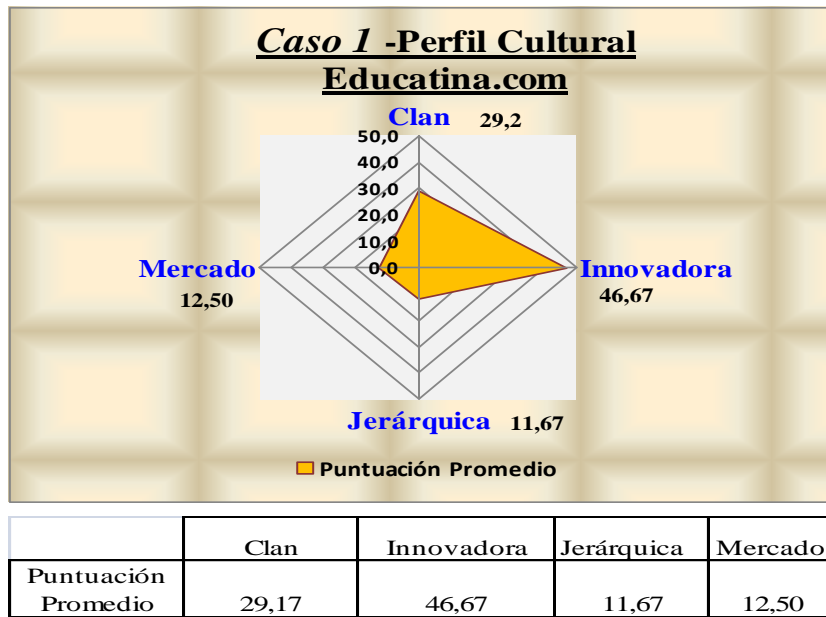 Caso 1 -Perfil Cultural
Educatina.com
Clan 29,2
50,0
40,0
30,0
20,0
10,0
0,0
Mercado
12,50
Innovadora
46,67
Jerárquica 11,67
Puntuación Promedio
Clan Innovadora Jerárquica Mercado
Puntuación
Promedio 29,17 46,67 11,67 12,50